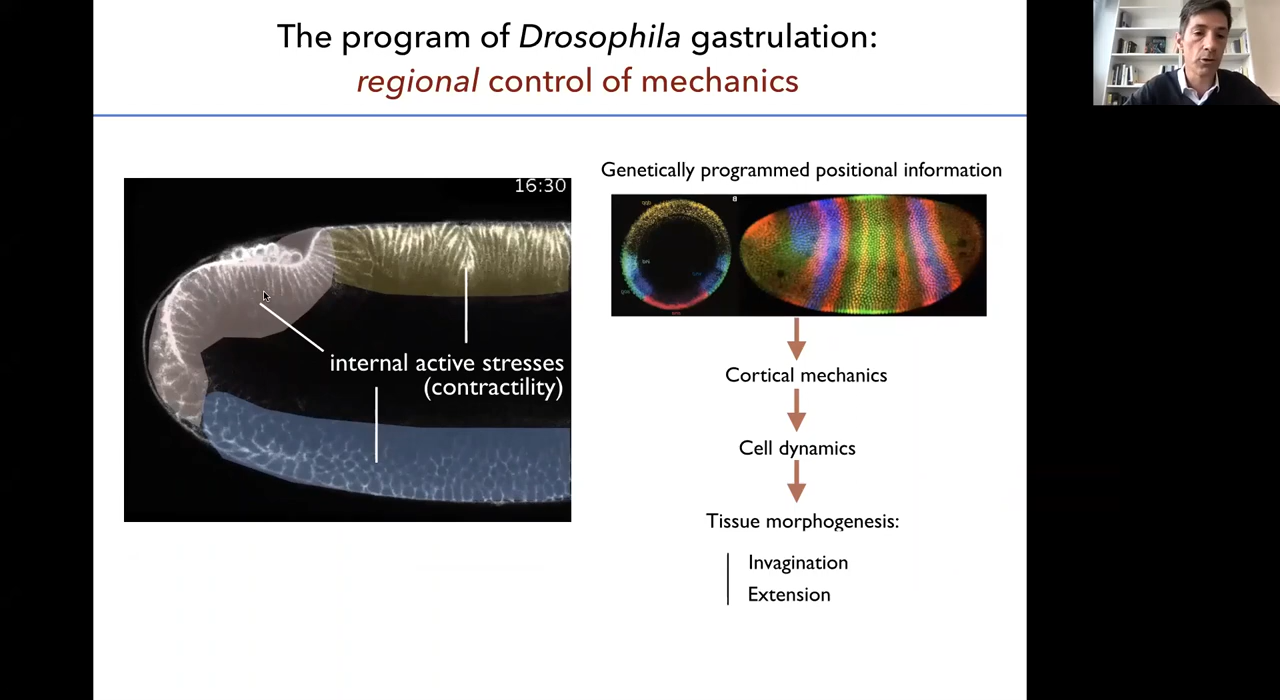 The program of Drosophila gastrulation:
regional control of mechanics
16:30
internal active stresses
(contractility)
Genetically programmed positional information
B
Cortical mechanics
Cell dynamics
Tissue morphogenesis:
Invagination
Extension